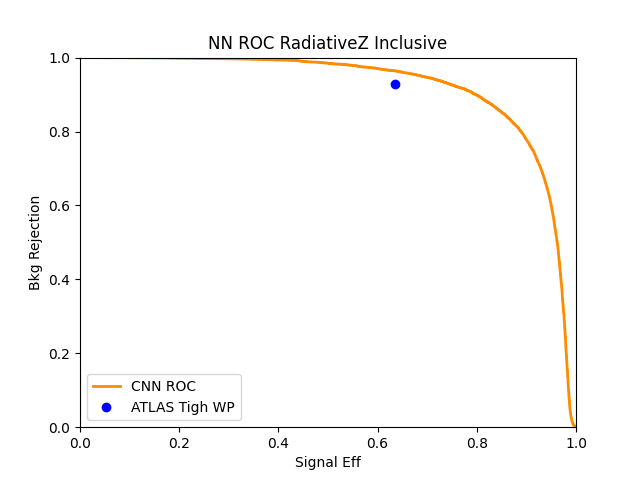 NN ROC RadiativeZ Inclusive
1.0
0.8
0.6
0.4
0.2
0.0
Bkg Rejection
CNN ROC
ATLAS Tigh WP
0.0 0.2 0.4 0.6 0.8 1.0
Signal Eff